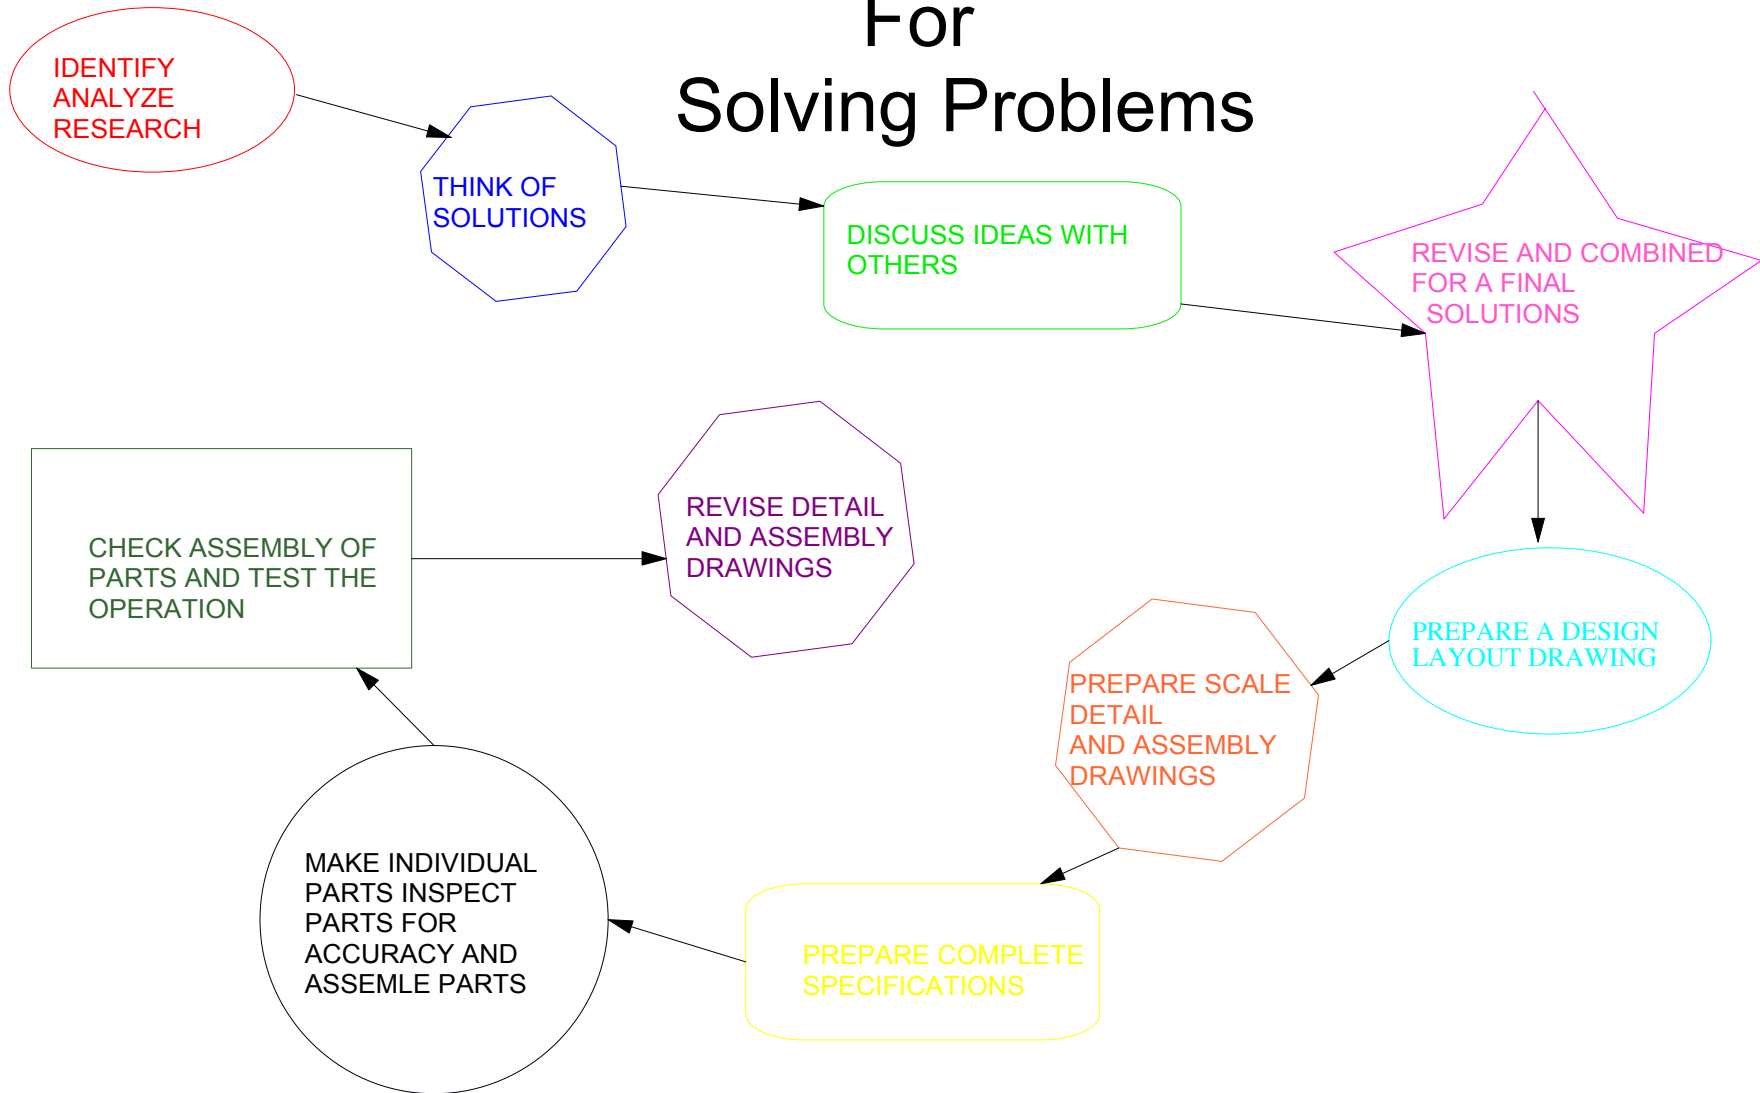 For
Solving Problems
IDENTIFY
ANALYZE
RESEARCH
THINK OF
SOLUTIONS
DISCUSS IDEAS WITH
OTHERS
REVISE AND COMBINED
FOR A FINAL
SOLUTIONS
PREPARE A DESIGN
LAYOUT DRAWING
PREPARE SCALE
DETAIL
AND ASSEMBLY
DRAWINGS
PREPARE COMPLETE
SPECIFICATIONS
MAKE INDIVIDUAL
PARTS INSPECT
PARTS FOR
ACCURACY AND
ASSEMLE PARTS
CHECK ASSEMBLY OF
PARTS AND TEST THE
OPERATION
REVISE DETAIL
AND ASSEMBLY
DRAWINGS